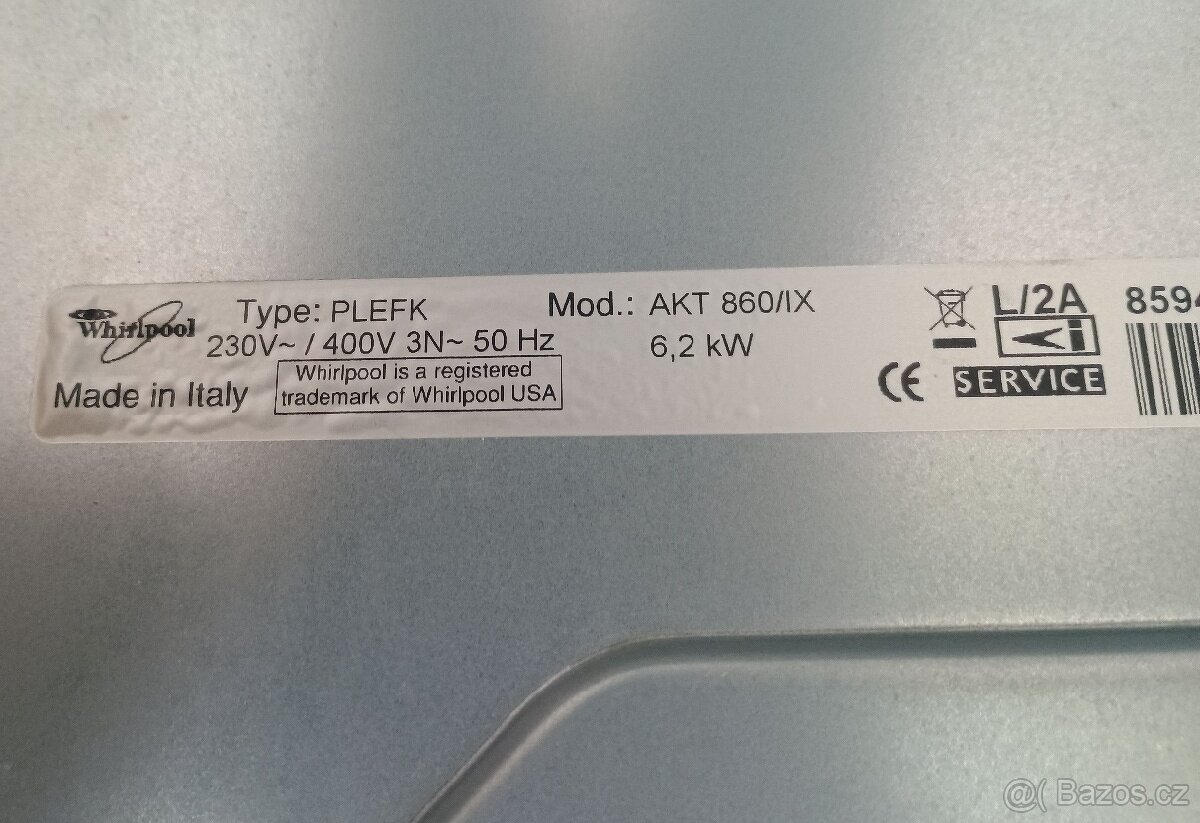 Whirlpool
Type: PLEFK
Mod.: AKT 860/IX
230V~ / 400V 3N~ 50 Hz
6,2 kW
Made in Italy
Whirlpool is a registered
trademark of Whirlpool USA
CE
L/2A
i
SERVICE
8594
@( Bazos.cz